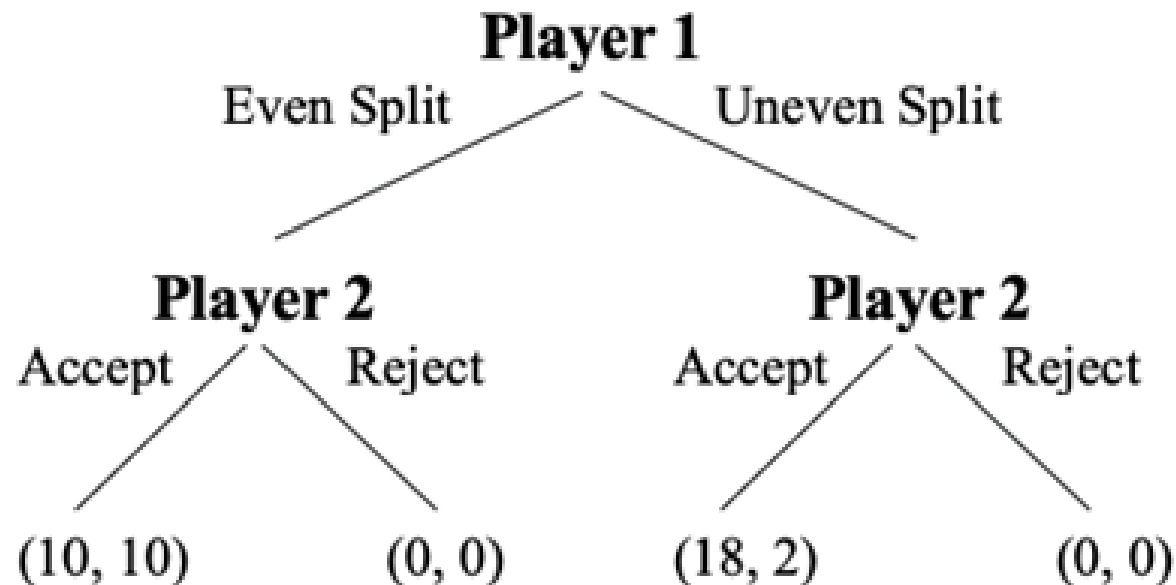 Player 1
Even Split Uneven Split
Player 2 Player 2
Accept Reject Accept Reject
(10, 10) (0, 0) (18, 2) (0, 0)